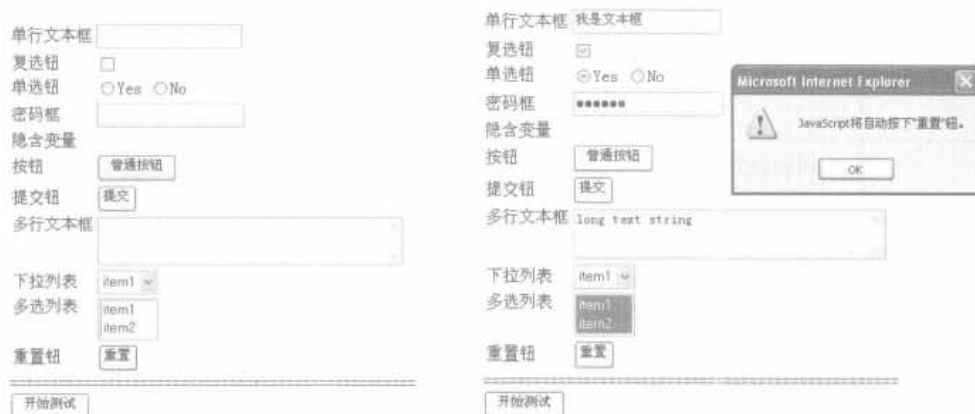 单行文本框
复选钮
单选钮 Yes No
密码框
隐含变量
按钮 普通按钮
提交钮 提交
多行文本框
下拉列表 item1
多选列表 item1
item2
重置钮 重置
开始测试
单行文本框 我是文本框
复选钮
单选钮 Yes No
密码框 ●●●●●●
隐含变量
按钮 普通按钮
提交钮 提交
多行文本框 long text string
下拉列表 item1
多选列表 item1
item2
重置钮 重置
开始测试
Microsoft Internet Explorer
JavaScript将自动按下"重置"钮。
OK